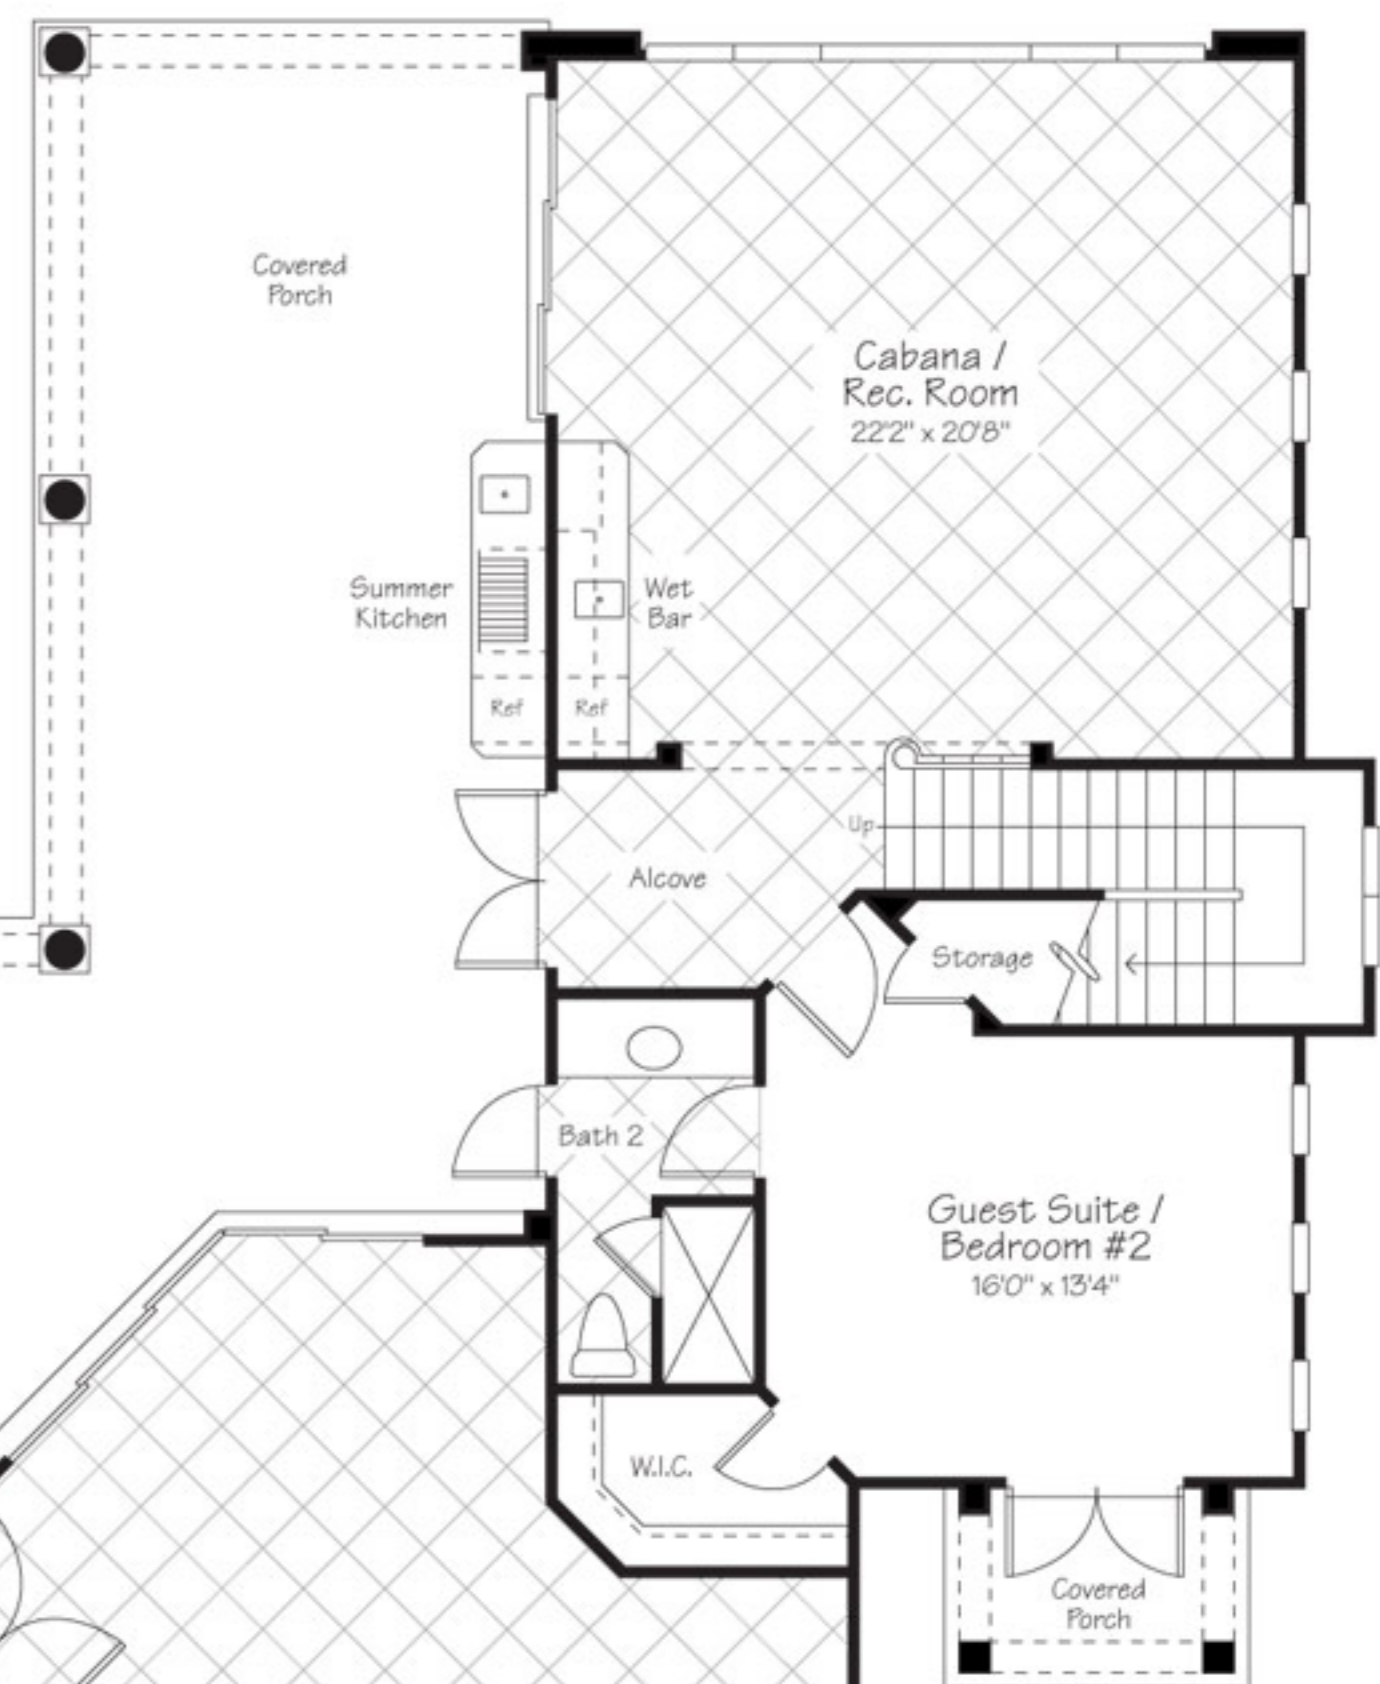 Covered
Porch
Cabana /
Rec. Room
22'2" x 20'8"
Summer
Kitchen
Wet
Bar
Ref
Ref
Up
Alcove
Storage
Bath 2
Guest Suite /
Bedroom #2
16'0" x 13'4"
W.I.C.
Covered
Porch